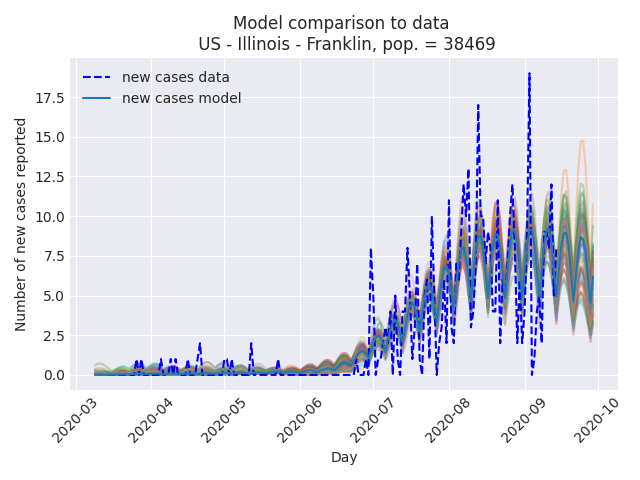 Model comparison to data
US - Illinois - Franklin, pop. = 38469
new cases data
new cases model
Number of new cases reported
17.5
15.0
12.5
10.0
7.5
5.0
2.5
0.0
2020-03
2020-04
2020-05
2020-06
2020-07
2020-08
2020-09
2020-10
Day